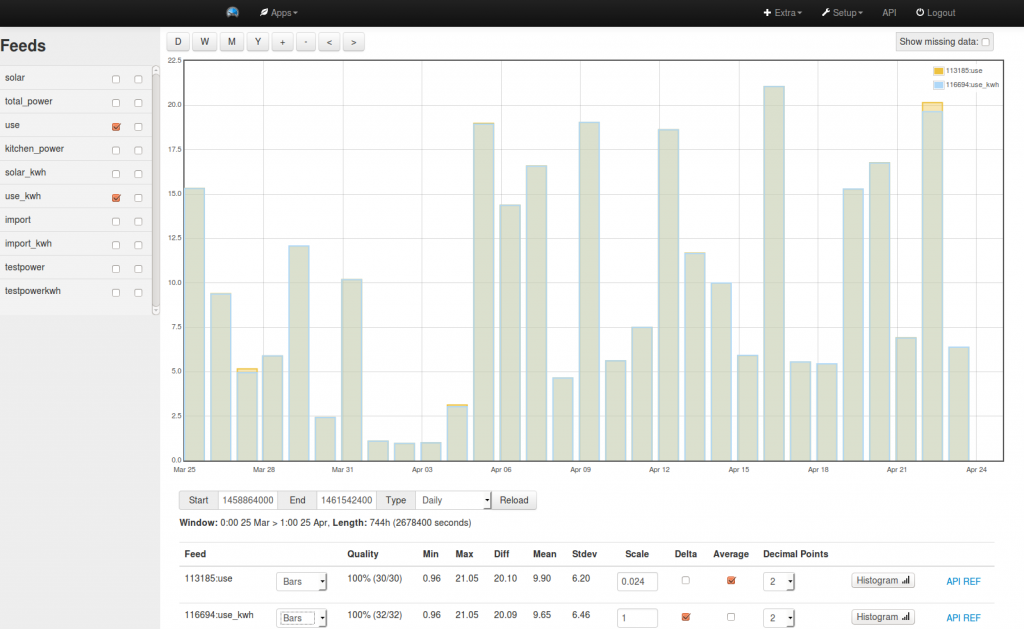 Apps Extra Setup API Logout
Feeds
solar
total_power
use
kitchen_power
solar_kwh
use_kwh
import
import_kwh
testpower
testpowerkwh
D W M Y + - < > Show missing data:
113185:use
116694:use_kwh
22.5
20.0
17.5
15.0
12.5
10.0
7.5
5.0
2.5
0.0
Mar 25 Mar 28 Mar 31 Apr 03 Apr 06 Apr 09 Apr 12 Apr 15 Apr 18 Apr 21 Apr 24
Start 1458864000 End 1461542400 Type Daily Reload
Window: 0:00 25 Mar > 1:00 25 Apr, Length: 744h (2678400 seconds)
Feed Quality Min Max Diff Mean Stdev Scale Delta Average Decimal Points
113185:use Bars 100% (30/30) 0.96 21.05 20.10 9.90 6.20 0.024 2 Histogram API REF
116694:use_kwh Bars 100% (32/32) 0.96 21.05 20.09 9.65 6.46 1 2 Histogram API REF